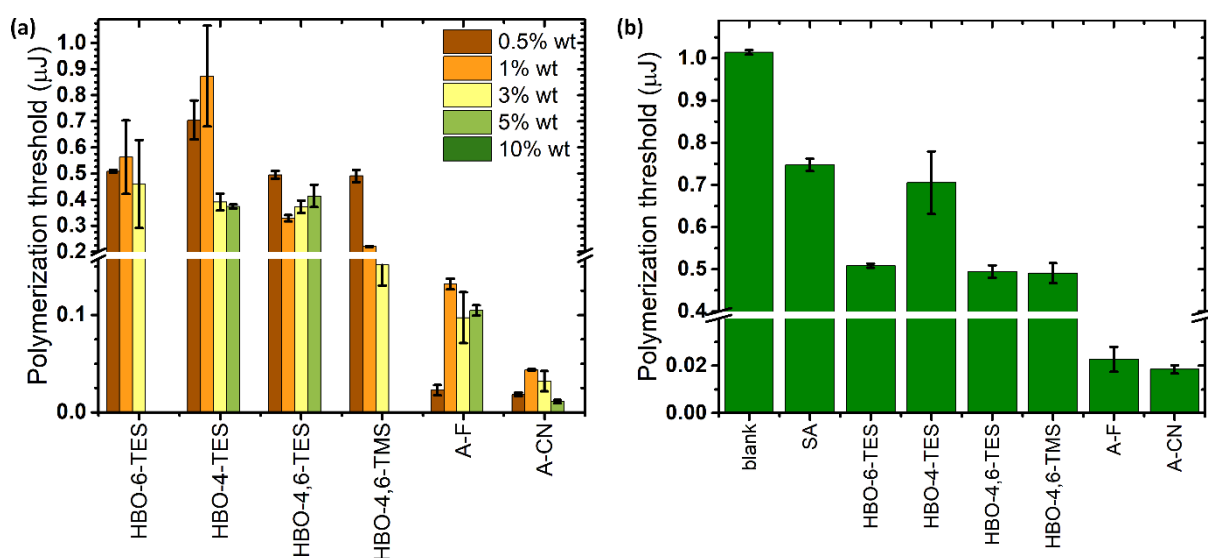 (a)
Polymerization threshold (μJ)
1.0
0.9
0.8
0.7
0.6
0.5
0.4
0.3
0.2
0.1
0.0
0.5% wt
1% wt
3% wt
5% wt
10% wt
HBO-6-TES
HBO-4-TES
HBO-4,6-TES
HBO-4,6-TMS
A-F
A-CN
(b)
Polymerization threshold (μJ)
1.0
0.9
0.8
0.7
0.6
0.5
0.4
0.02
0.00
blank
SA
HBO-6-TES
HBO-4-TES
HBO-4,6-TES
HBO-4,6-TMS
A-F
A-CN